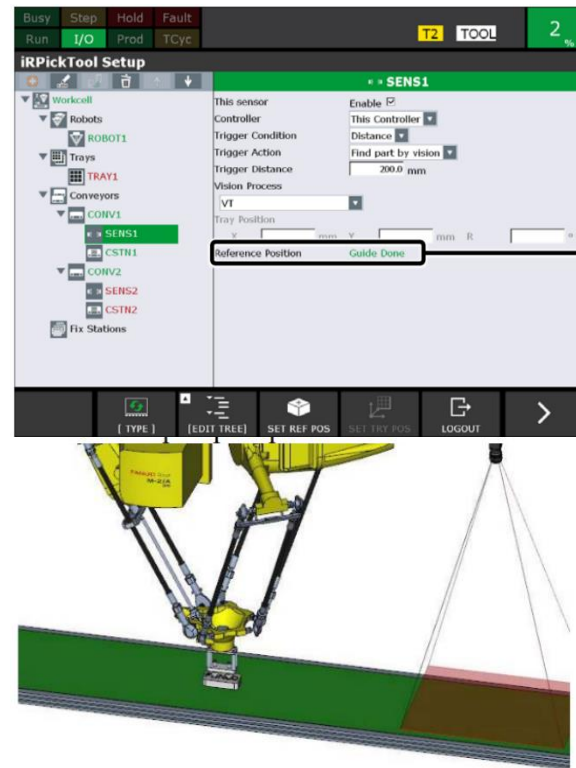 Busy Step Hold Fault
Run I/O Prod TCyc
T2 TOOL
2 %
iRPickTool Setup
SENS1
Workcell
Robots
ROBOT1
Trays
TRAY1
Conveyors
CONV1
SENS1
CSTN1
CONV2
SENS2
CSTN2
Fix Stations
This sensor Enable
Controller This Controller
Trigger Condition Distance
Trigger Action Find part by vision
Trigger Distance 200.0 mm
Vision Process
VT
Tray Position
X mm Y mm R °
Reference Position Guide Done
[ TYPE ] [EDIT TREE] SET REF POS SET TRY POS LOGOUT >
FANUC Robot
M-2iA